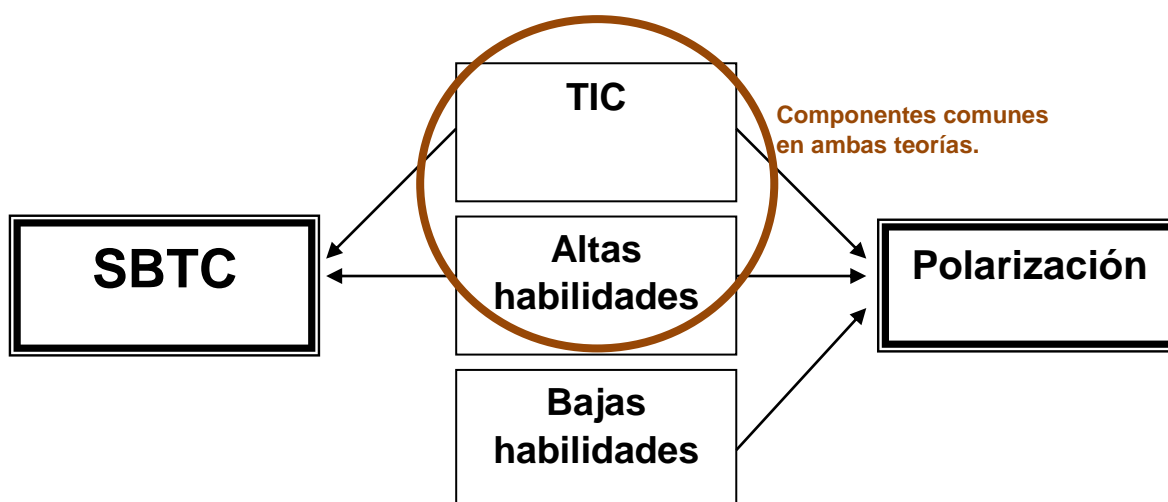 TIC
Componentes comunes
en ambas teorías.
SBTC
Altas
habilidades
Polarización
Bajas
habilidades